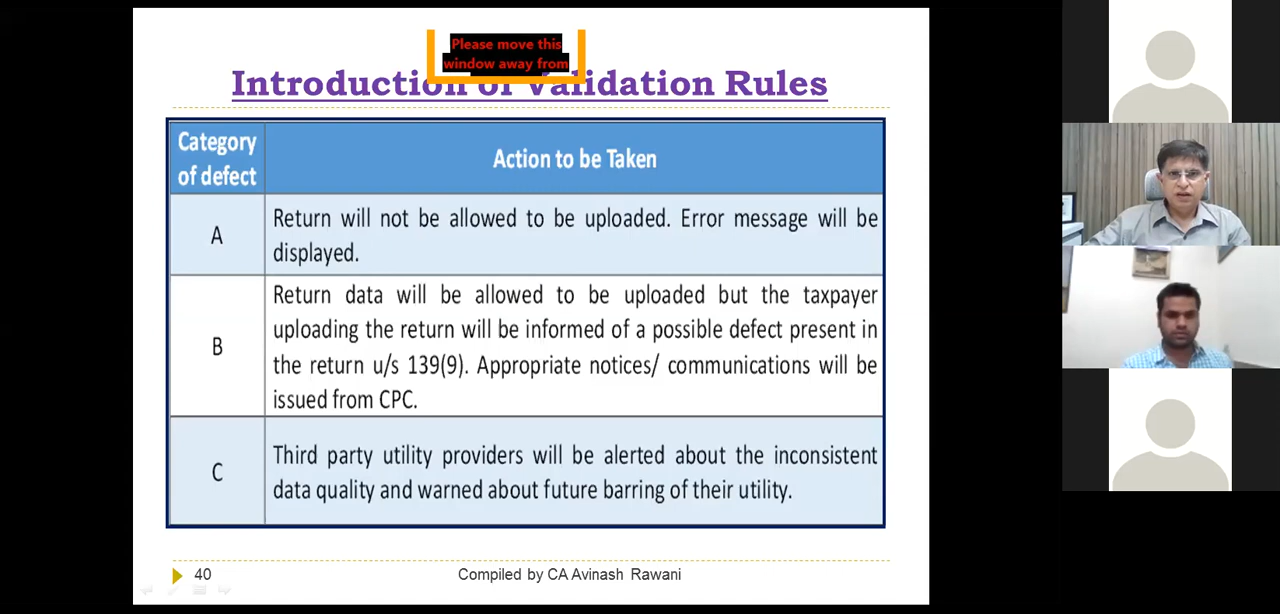 Please move this
window away from
Introduction of Validation Rules
Category
of defect
Action to be Taken
A
Return will not be allowed to be uploaded. Error message will be
displayed.
B
Return data will be allowed to be uploaded but the taxpayer
uploading the return will be informed of a possible defect present in
the return u/s 139(9). Appropriate notices/ communications will be
issued from CPC.
C
Third party utility providers will be alerted about the inconsistent
data quality and warned about future barring of their utility.
40
Compiled by CA Avinash Rawani